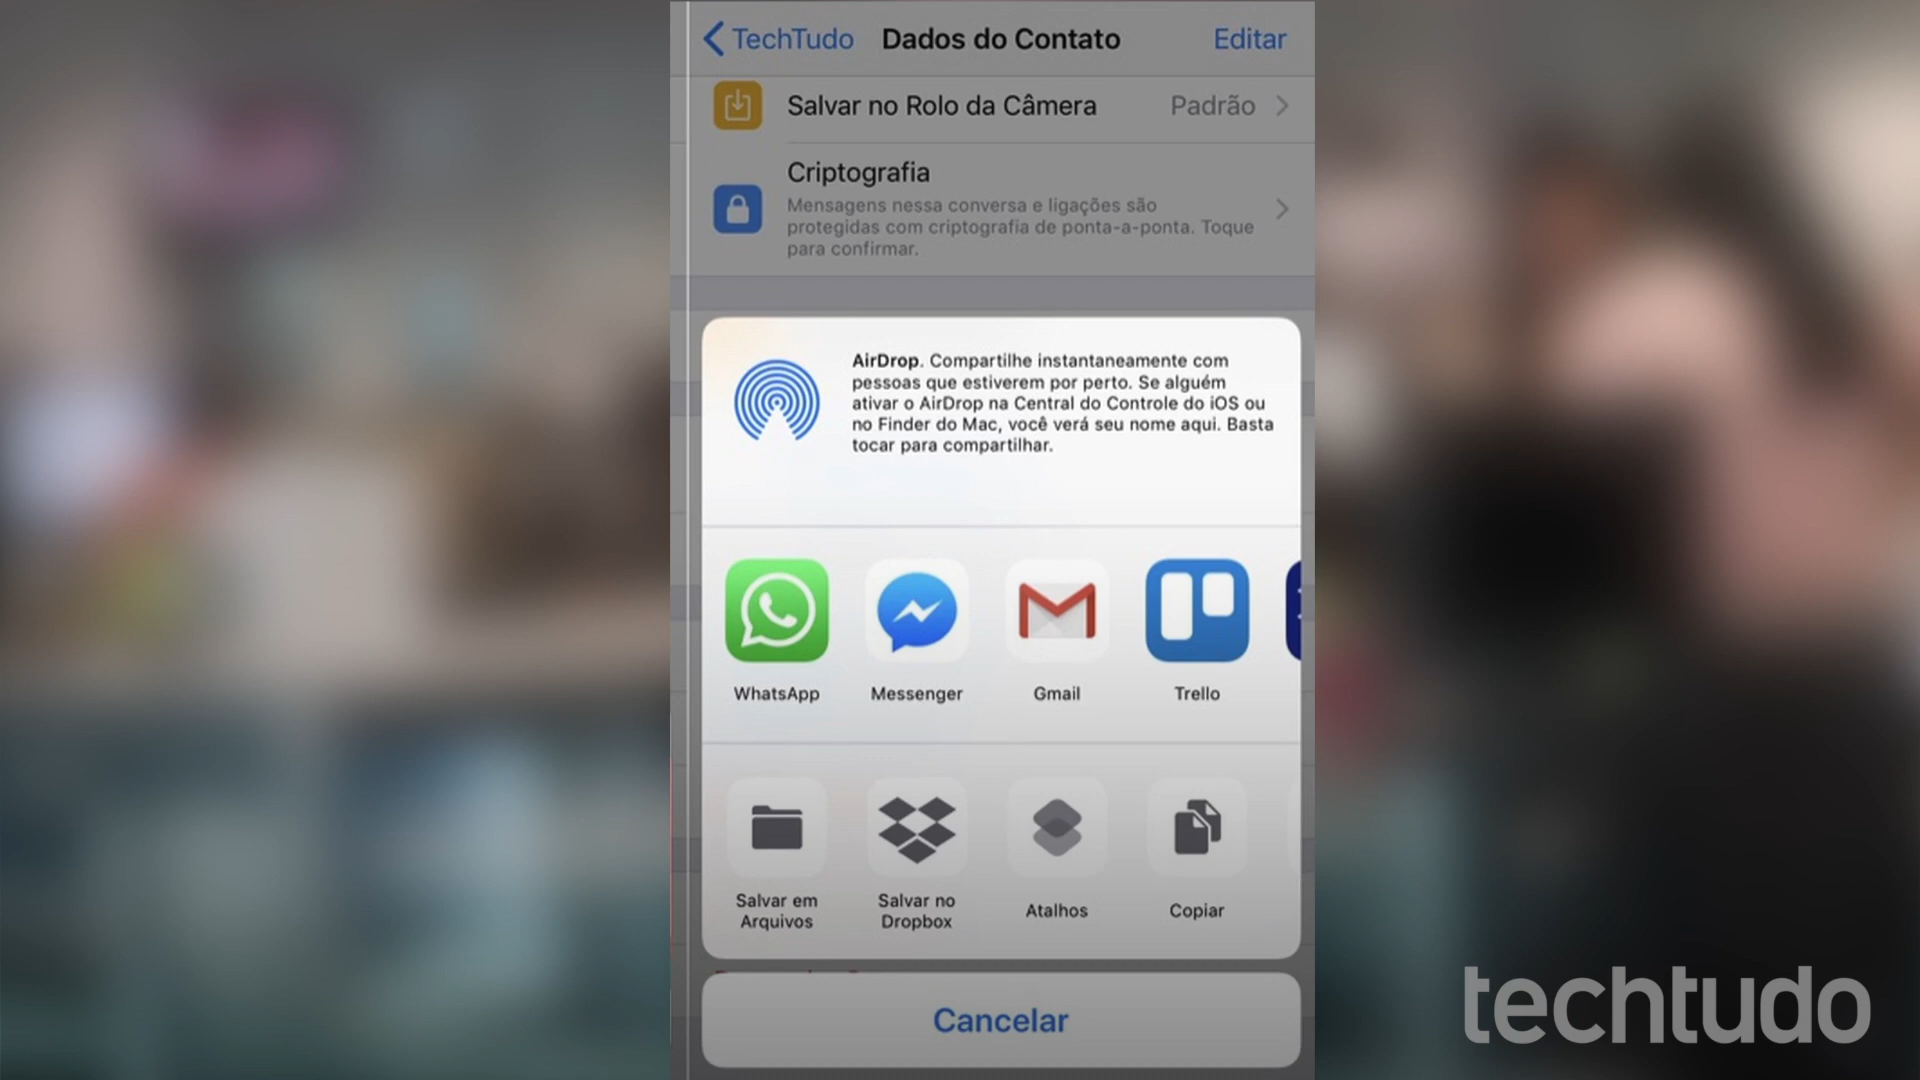 TechTudo Dados do Contato Editar
Salvar no Rolo da Câmera Padrão
Criptografia
Mensagens nessa conversa e ligações são
protegidas com criptografia de ponta-a-ponta. Toque
para confirmar.
AirDrop. Compartilhe instantaneamente com
pessoas que estiverem por perto. Se alguém
ativar o AirDrop na Central do Controle do iOS ou
no Finder do Mac, você verá seu nome aqui. Basta
tocar para compartilhar.
WhatsApp Messenger Gmail Trello
Salvar em
Arquivos
Salvar no
Dropbox
Atalhos
Copiar
Cancelar
techtudo